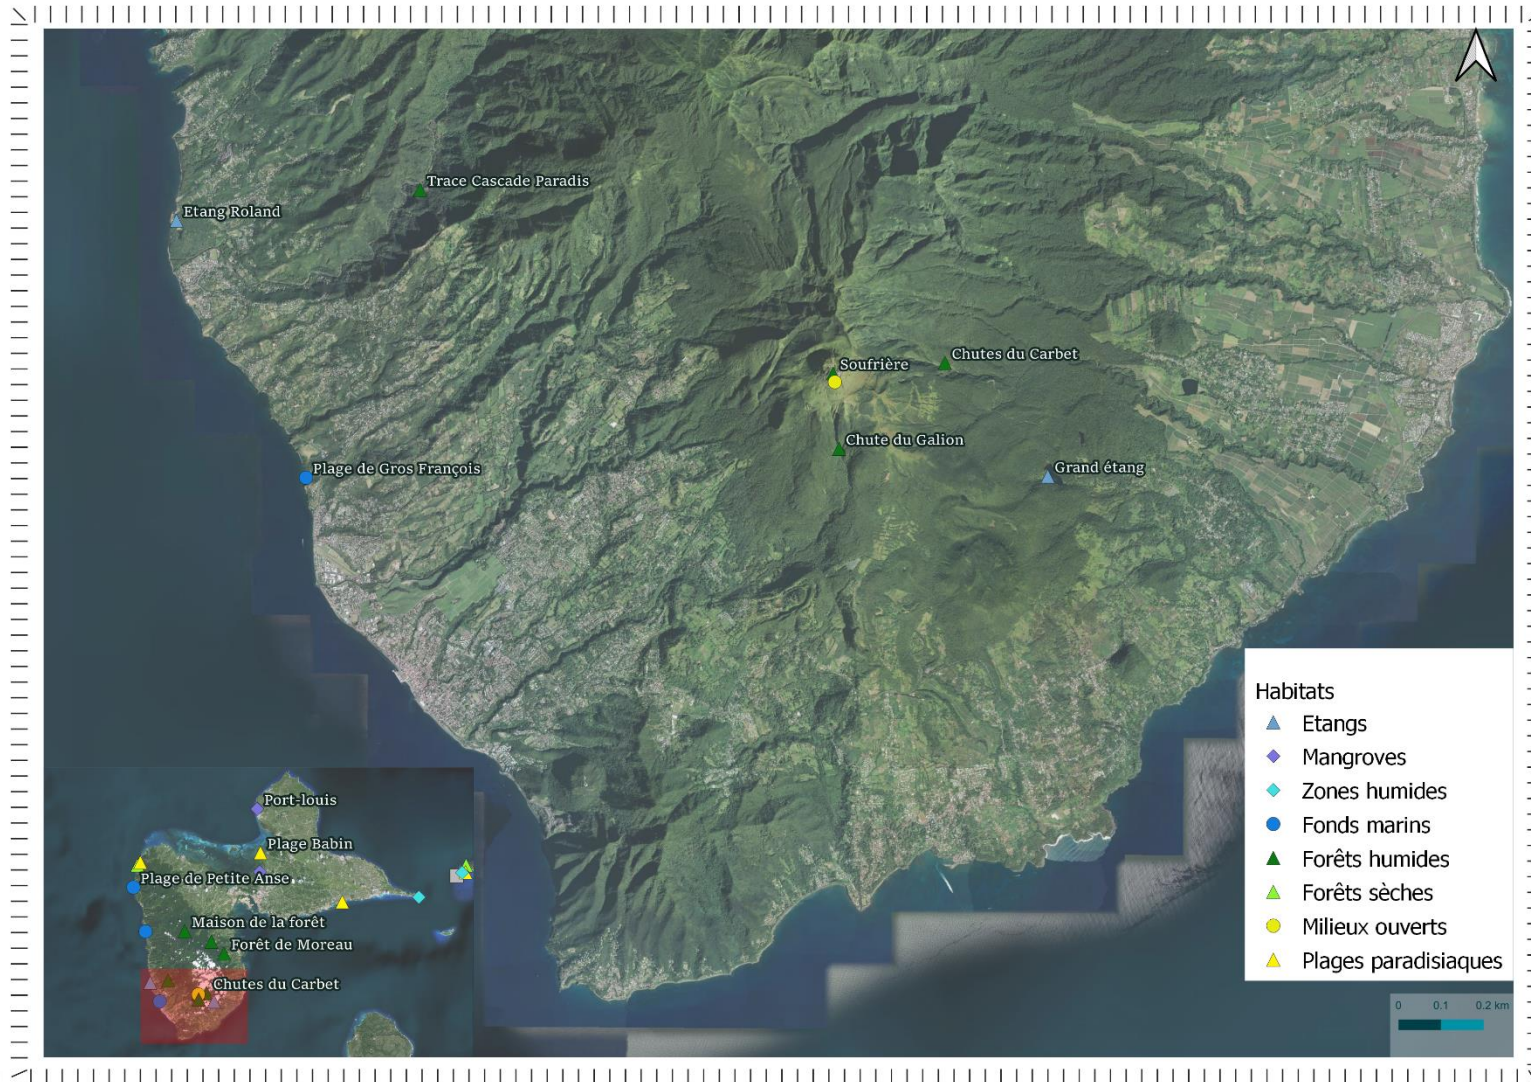 Trace Cascade Paradis
Etang Roland
Soufrière
Chutes du Carbet
Chute du Galion
Plage de Gros François
Grand étang
Habitats
Etangs
Mangroves
Zones humides
Fonds marins
Forêts humides
Forêts sèches
Milieux ouverts
Plages paradisiaques
0 0.1 0.2 km
Port-louis
Plage Babin
Plage de Petite Anse
Maison de la forêt
Forêt de Moreau
Chutes du Carbet